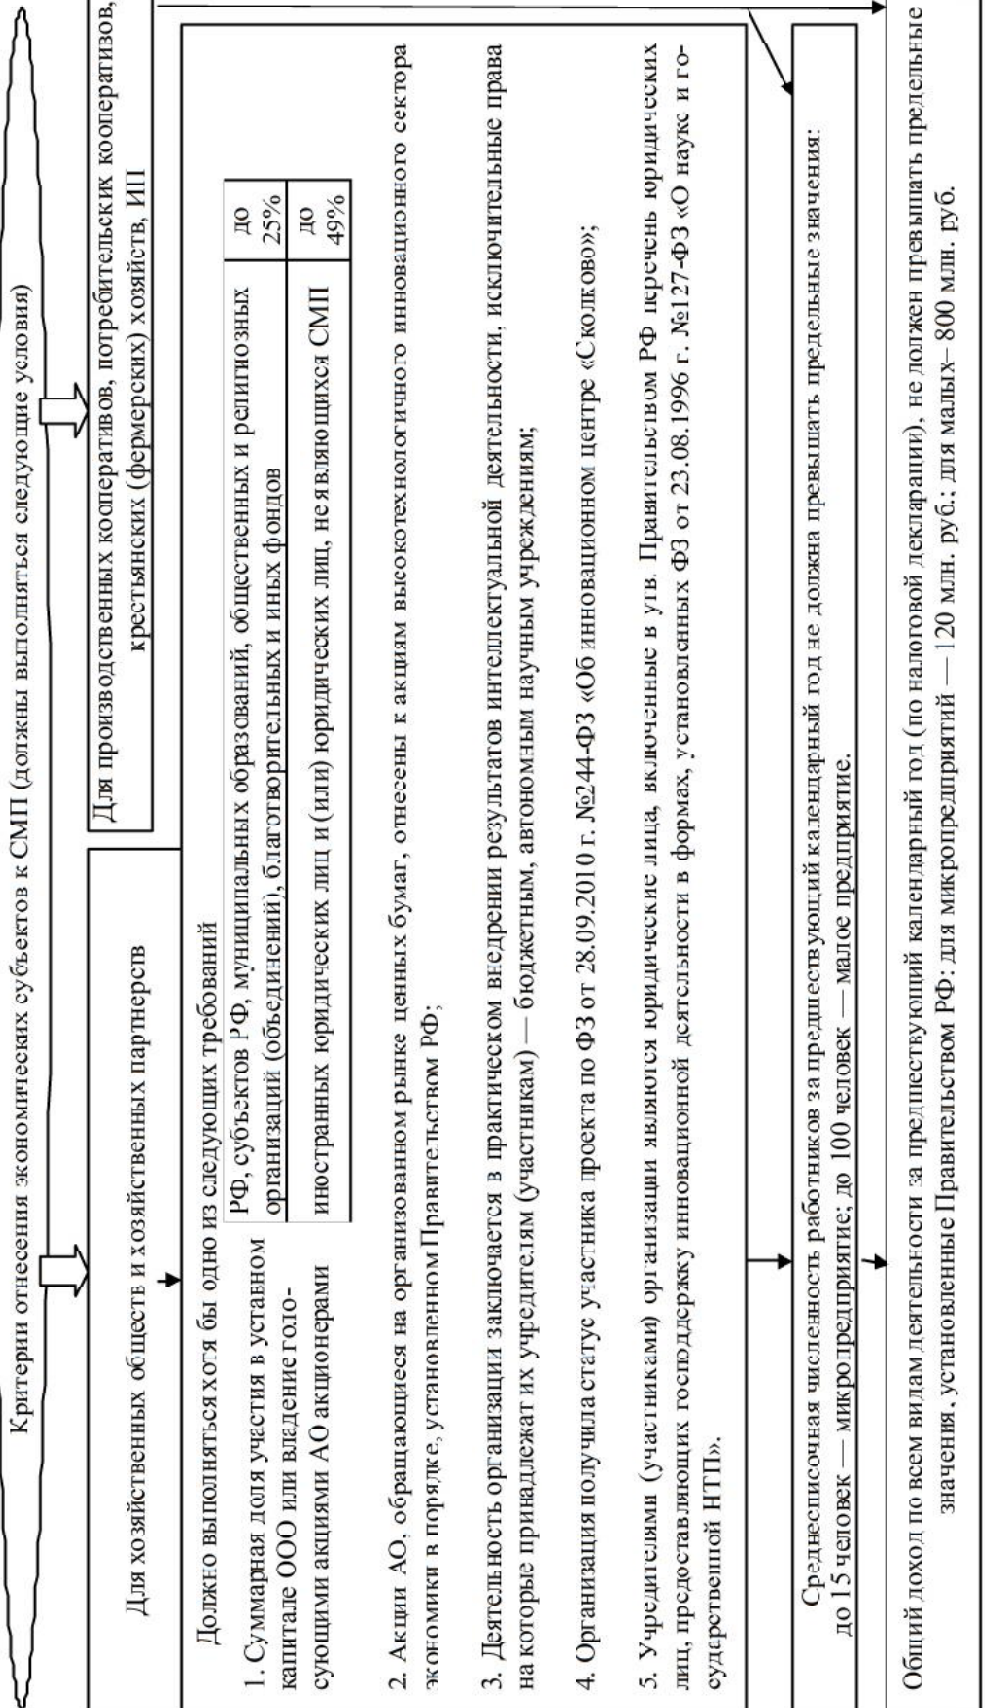 Критерии отнесения экономических субъектов к СМП (должны выполняться следующие условия)
Для хозяйственных обществ и хозяйственных партнерств
Для производственных кооперативов, потребительских кооперативов,
крестьянских (фермерских) хозяйств, ИП
Должно выполняться хотя бы одно из следующих требований
1. Суммарная доля участия в уставном
капитале ООО или владение голо-
сующими акциями АО акционерами
РФ, субъектов РФ, муниципальных образований, общественных и религиозных
организаций (объединений), благотворительных и иных фондов
до
25%
иностранных юридических лиц и (или) юридических лиц, не являющихся СМП
до
49%
2. Акции АО, обращающиеся на организованном рынке ценных бумаг, отнесены к акциям высокотехнологичного инновационного сектора
экономики в порядке, установленном Правительством РФ;
3. Деятельность организации заключается в практическом внедрении результатов интеллектуальной деятельности, исключительные права
на которые принадлежат их учредителям (участникам) — бюджетным, автономным научным учреждениям;
4. Организация получила статус участника проекта по ФЗ от 28.09.2010 г. №244-ФЗ «Об инновационном центре «Сколково»;
5. Учредителями (участниками) организации являются юридические лица, включенные в утв. Правительством РФ перечень юридических
лиц, предоставляющих господдержку инновационной деятельности в формах, установленных ФЗ от 23.08.1996 г. №127-ФЗ «О науке и го-
сударственной НТП».
Среднесписочная численность работников за предшествующий календарный год не должна превышать предельные значения:
до 15 человек — микропредприятие; до 100 человек — малое предприятие.
Общий доход по всем видам деятельности за предшествующий календарный год (по налоговой декларации), не должен превышать предельные
значения, установленные Правительством РФ: для микропредприятий — 120 млн. руб.; для малых– 800 млн. руб.